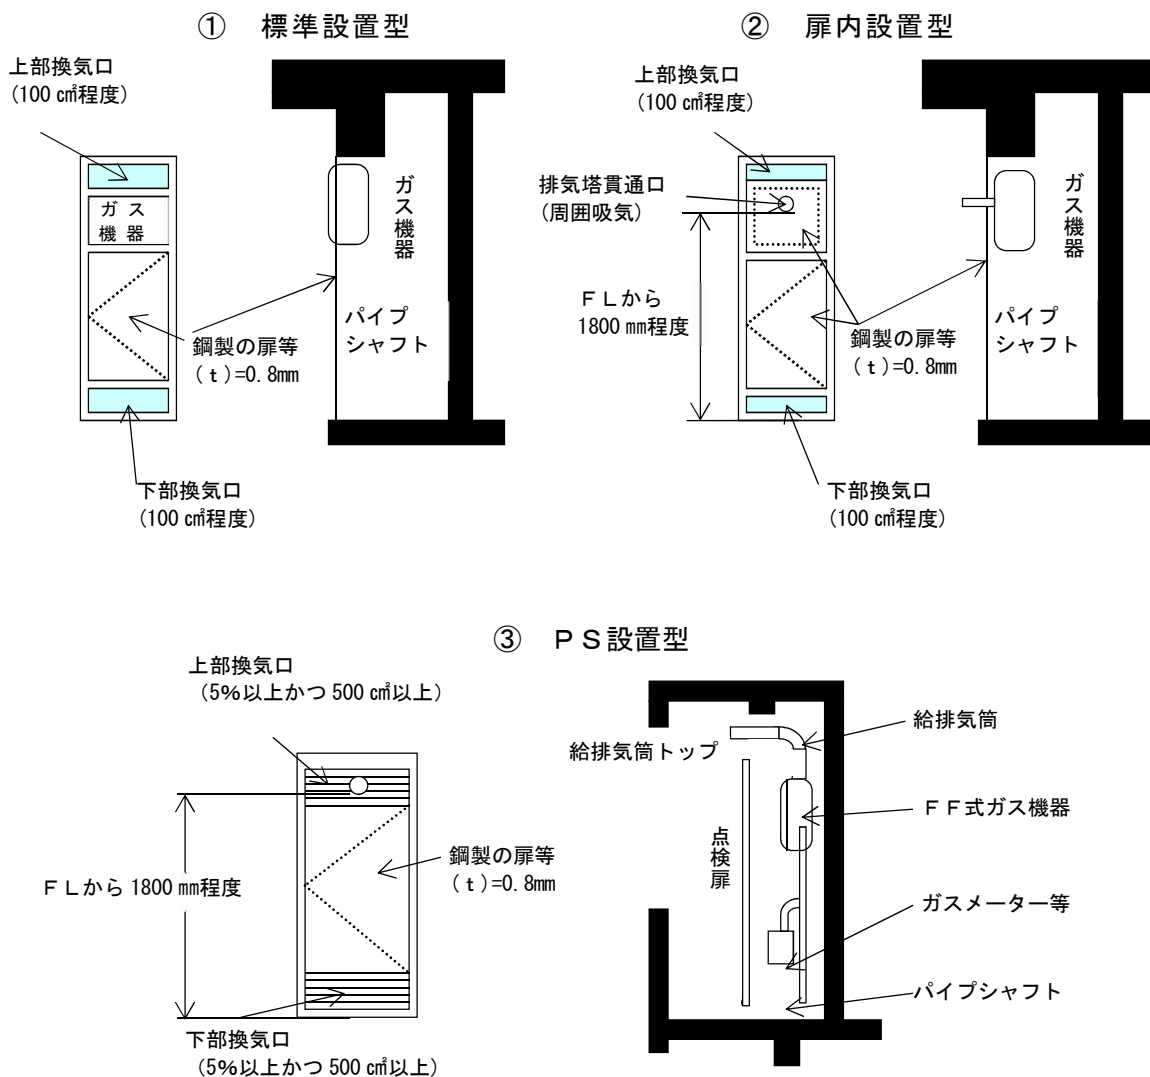 ① 標準設置型
上部換気口
(100 ㎠程度)
ガス
機器
ガス機器
パイプ
シャフト
鋼製の扉等
(t)=0.8㎜
下部換気口
(100 ㎠程度)
② 扉内設置型
上部換気口
(100 ㎠程度)
排気塔貫通口
(周囲吸気)
ガス機器
FLから
1800 ㎜程度
パイプ
シャフト
鋼製の扉等
(t)=0.8㎜
下部換気口
(100 ㎠程度)
③ PS設置型
上部換気口
(5%以上かつ 500 ㎠以上)
鋼製の扉等
(t)=0.8㎜
FLから 1800 ㎜程度
下部換気口
(5%以上かつ 500 ㎠以上)
給排気筒
給排気筒トップ
FF式ガス機器
点検扉
ガスメーター等
パイプシャフト